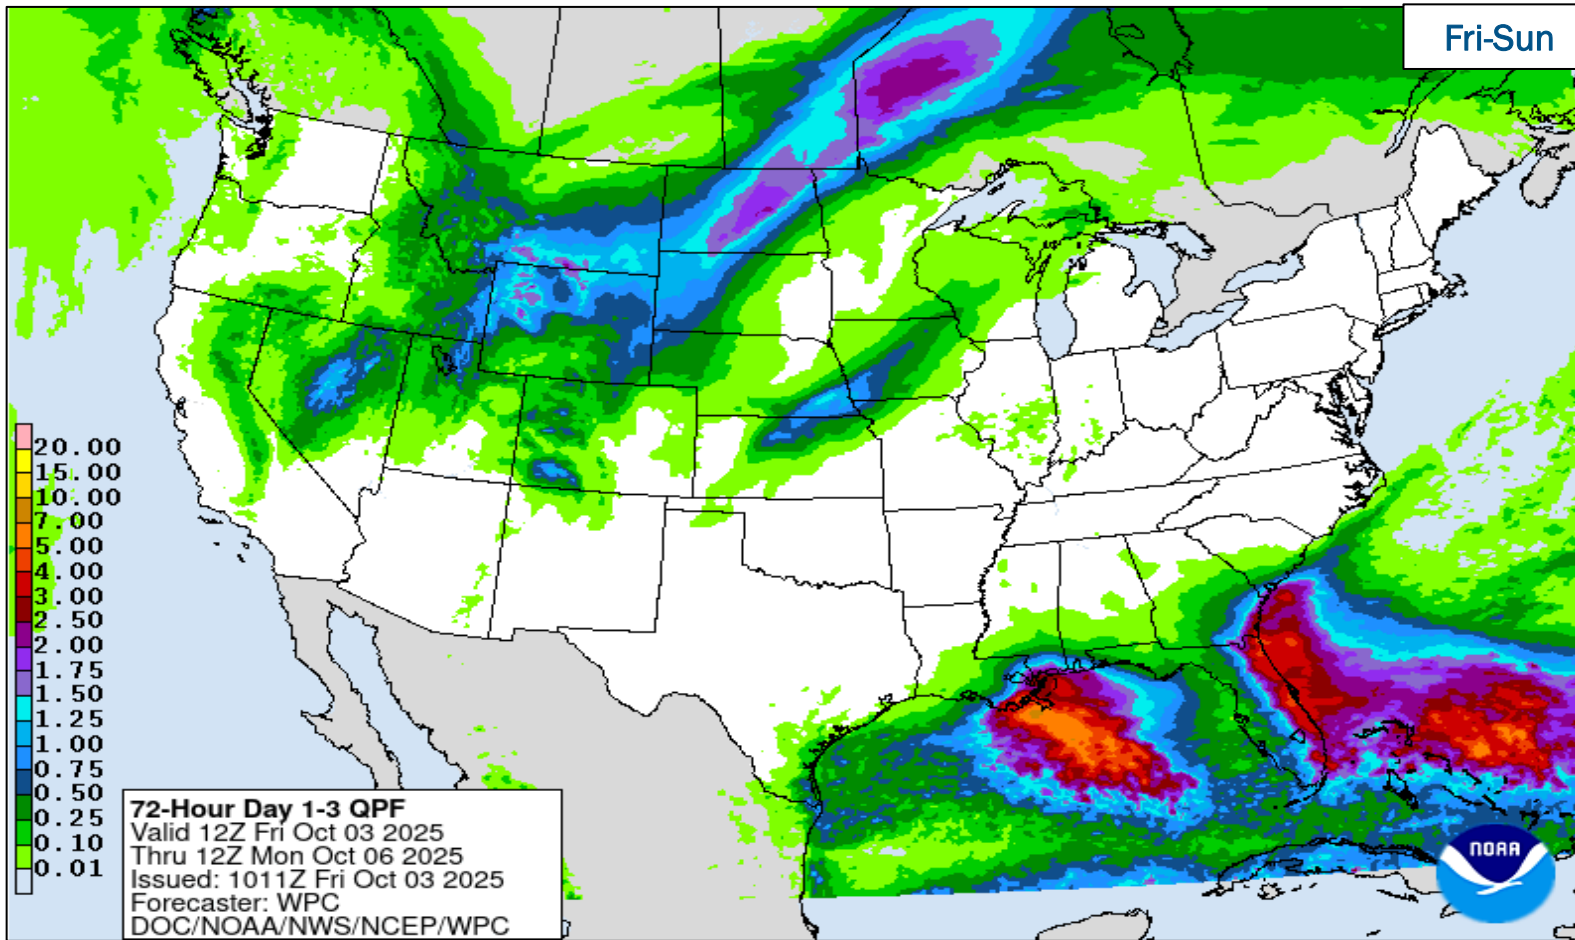 Fri-Sun
20.00
15.00
10.00
7.00
5.00
4.00
3.00
2.50
2.00
1.75
1.50
1.25
1.00
0.75
0.50
0.25
0.10
0.01
72-Hour Day 1-3 QPF
Valid 12Z Fri Oct 03 2025
Thru 12Z Mon Oct 06 2025
Issued: 1011Z Fri Oct 03 2025
Forecaster: WPC
DOC/NOAA/NWS/NCEP/WPC
NOAA